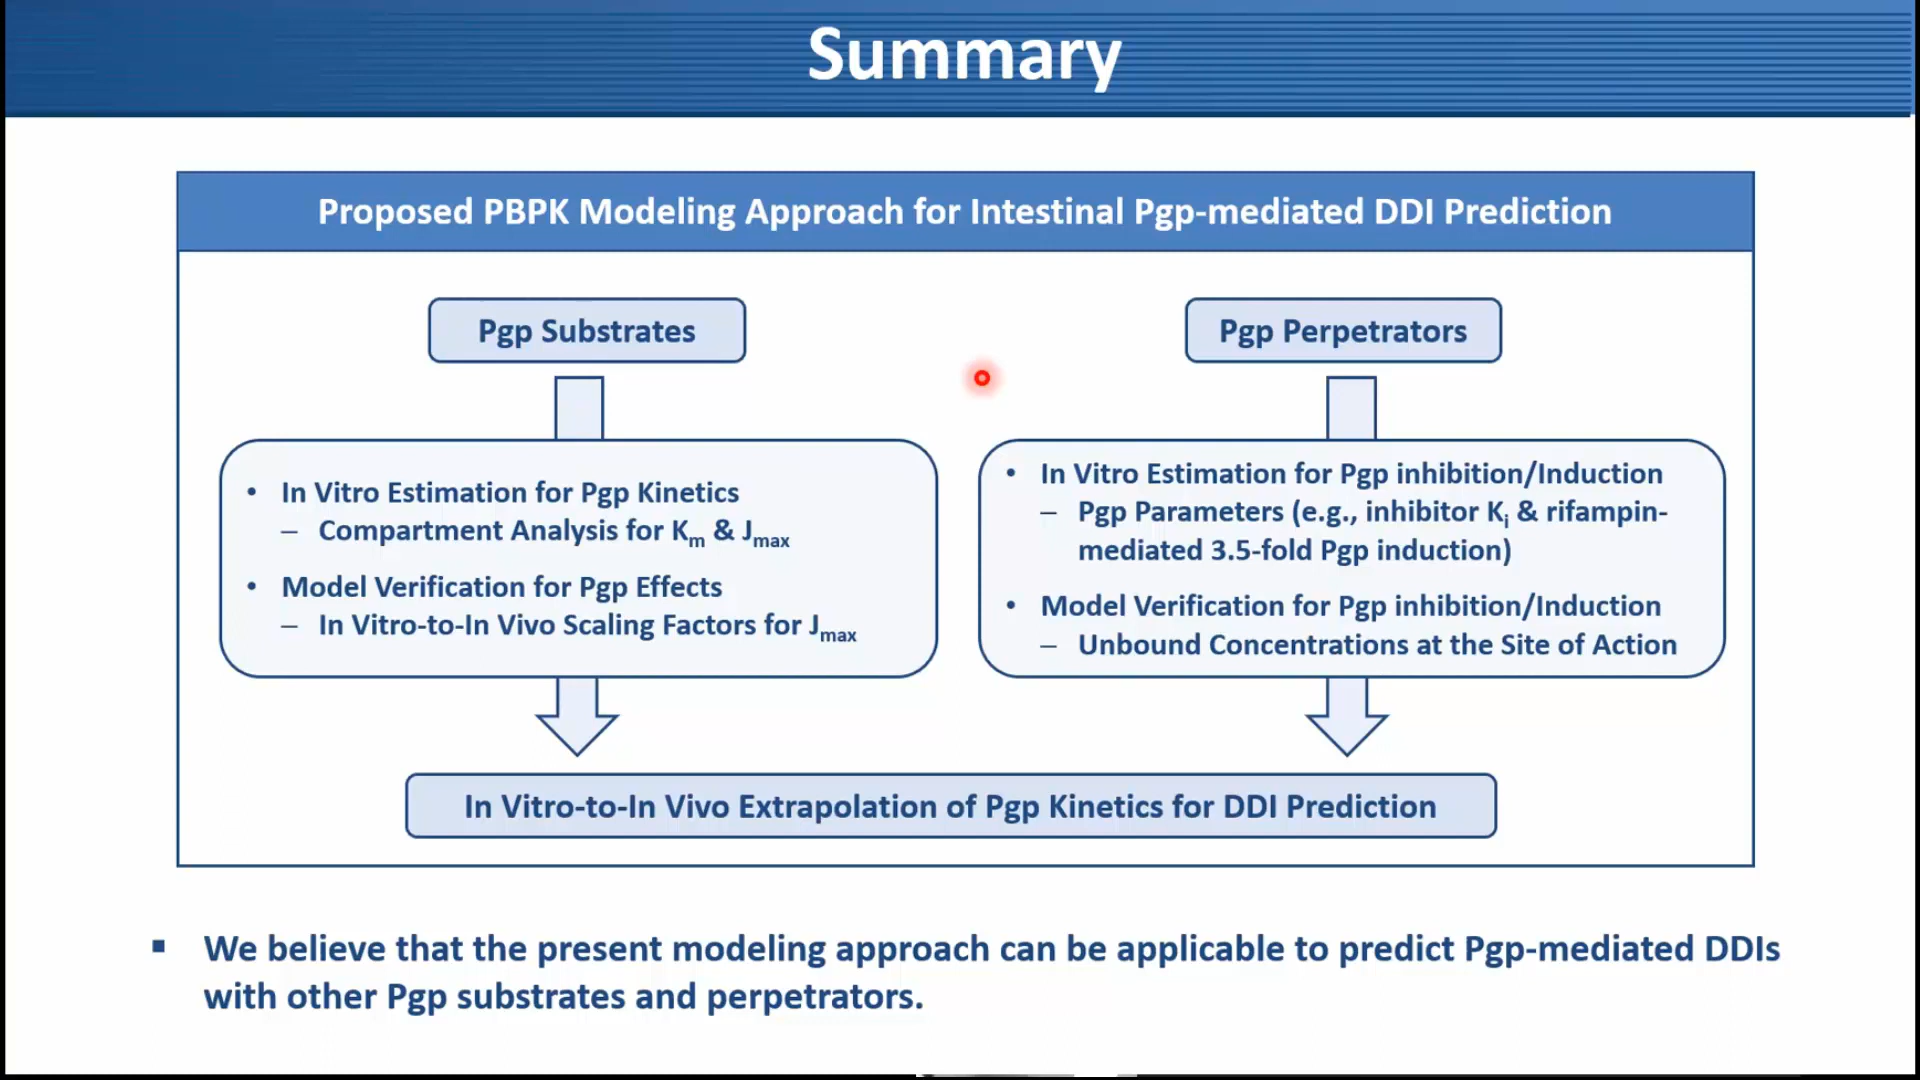 Summary
Proposed PBPK Modeling Approach for Intestinal Pgp-mediated DDI Prediction
Pgp Substrates
• In Vitro Estimation for Pgp Kinetics
– Compartment Analysis for Km & Jmax
• Model Verification for Pgp Effects
– In Vitro-to-In Vivo Scaling Factors for Jmax
Pgp Perpetrators
• In Vitro Estimation for Pgp inhibition/Induction
– Pgp Parameters (e.g., inhibitor Ki & rifampin-
mediated 3.5-fold Pgp induction)
• Model Verification for Pgp inhibition/Induction
– Unbound Concentrations at the Site of Action
In Vitro-to-In Vivo Extrapolation of Pgp Kinetics for DDI Prediction
▪ We believe that the present modeling approach can be applicable to predict Pgp-mediated DDIs
with other Pgp substrates and perpetrators.